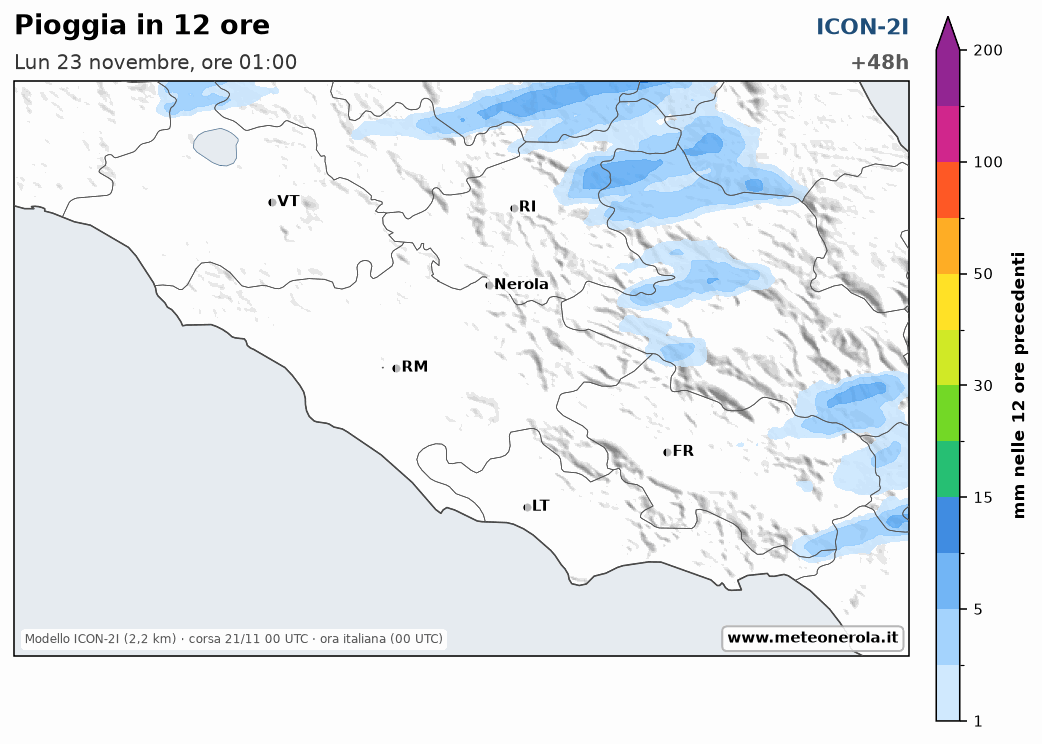 Pioggia in 12 ore
ICON-2I
Lun 23 novembre, ore 01:00
+48h
VT
RI
Nerola
RM
FR
LT
Modello ICON-2I (2,2 km) · corsa 21/11 00 UTC · ora italiana (00 UTC)
www.meteonerola.it
200
100
50
30
15
5
1
mm nelle 12 ore precedenti